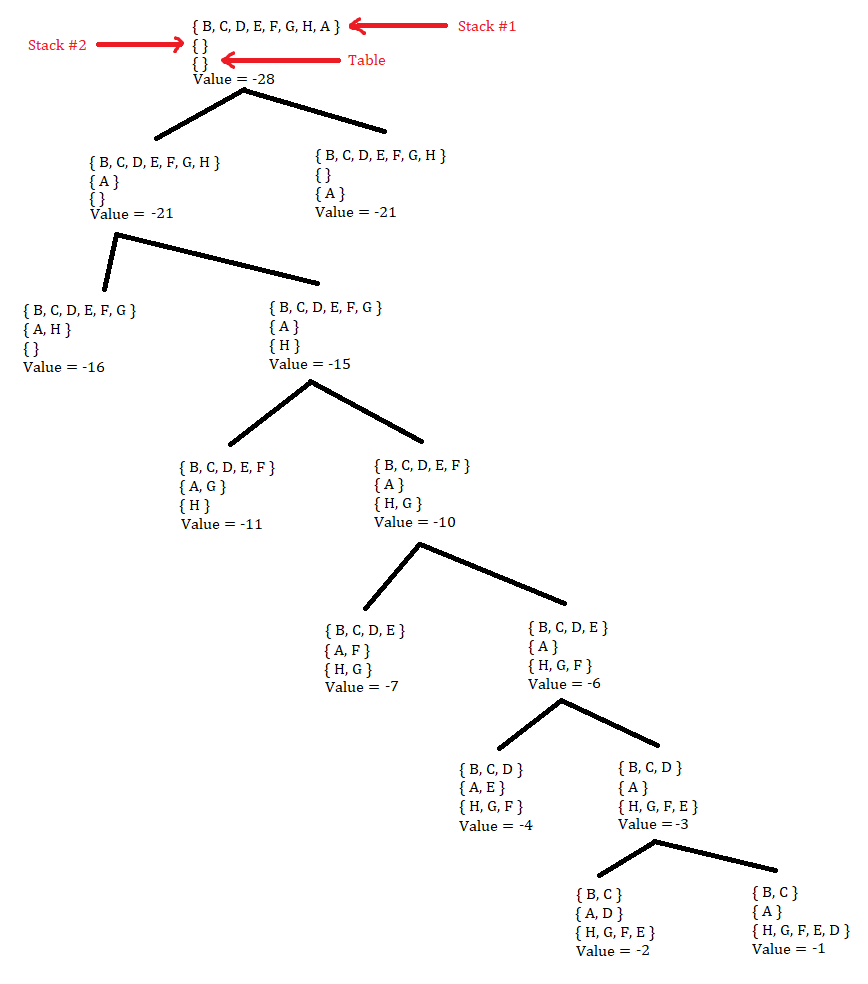 { B, C, D, E, F, G, H, A }
Stack #1
Stack #2
{ }
{ }
Table
Value = -28
{ B, C, D, E, F, G, H }
{ A }
{ }
Value = -21
{ B, C, D, E, F, G, H }
{ }
{ A }
Value = -21
{ B, C, D, E, F, G }
{ A, H }
{ }
Value = -16
{ B, C, D, E, F, G }
{ A }
{ H }
Value = -15
{ B, C, D, E, F }
{ A, G }
{ H }
Value = -11
{ B, C, D, E, F }
{ A }
{ H, G }
Value = -10
{ B, C, D, E }
{ A, F }
{ H, G }
Value = -7
{ B, C, D, E }
{ A }
{ H, G, F }
Value = -6
{ B, C, D }
{ A, E }
{ H, G, F }
Value = -4
{ B, C, D }
{ A }
{ H, G, F, E }
Value = -3
{ B, C }
{ A, D }
{ H, G, F, E }
Value = -2
{ B, C }
{ A }
{ H, G, F, E, D }
Value = -1